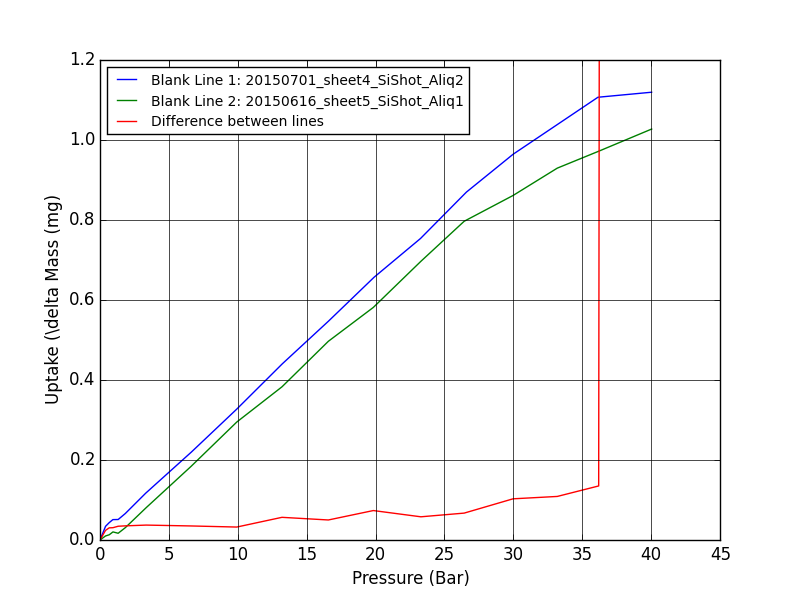 Blank Line 1: 20150701_sheet4_SiShot_Aliq2
Blank Line 2: 20150616_sheet5_SiShot_Aliq1
Difference between lines
Uptake (\delta Mass (mg)
1.2
1.0
0.8
0.6
0.4
0.2
0.0
0 5 10 15 20 25 30 35 40 45
Pressure (Bar)